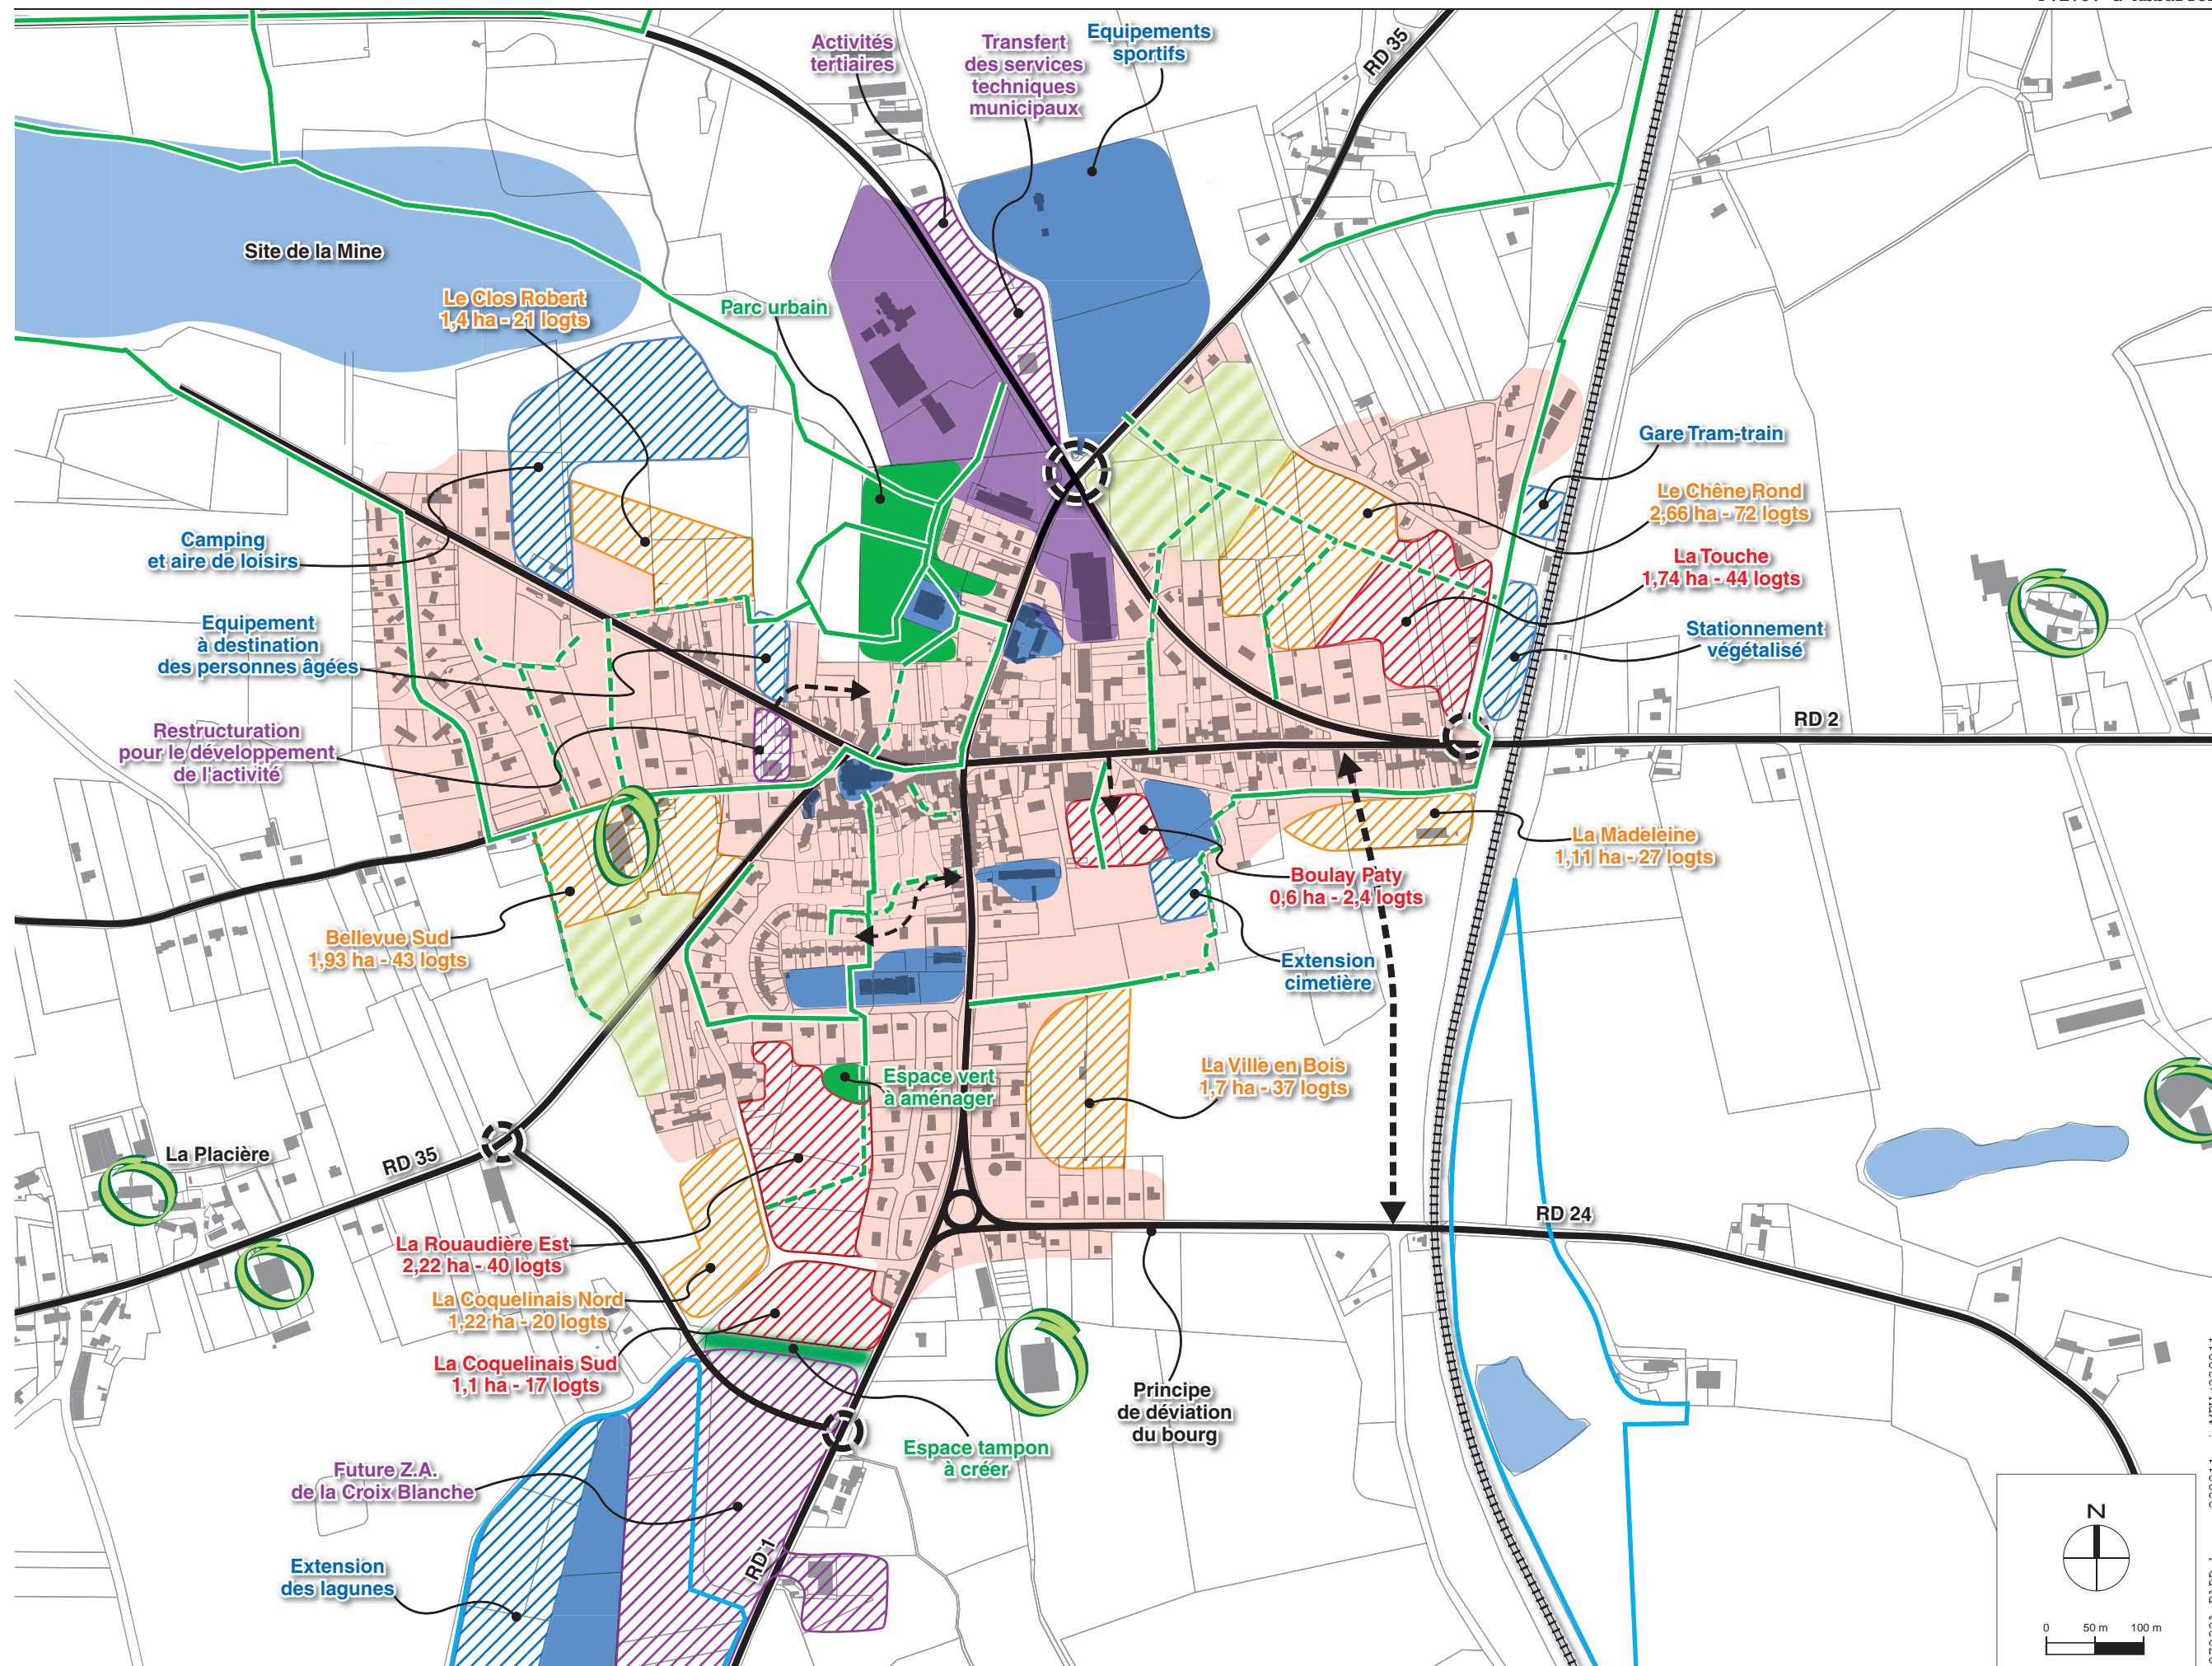 Activités
tertiaires
Transfert
des services
techniques
municipaux
Equipements
sportifs
RD 35
Site de la Mine
Le Clos Robert
1,4 ha - 21 logts
Parc urbain
Gare Tram-train
Le Chêne Rond
2,66 ha - 72 logts
Camping
et aire de loisirs
La Touche
1,74 ha - 44 logts
Equipement
à destination
des personnes âgées
Stationnement
végétalisé
Restructuration
pour le développement
de l'activité
RD 2
La Madeleine
1,11 ha - 27 logts
Boulay Paty
0,6 ha - 2,4 logts
Bellevue Sud
1,93 ha - 43 logts
Extension
cimetière
La Ville en Bois
1,7 ha - 37 logts
Espace vert
à aménager
La Placière
RD 35
RD 24
La Rouaudière Est
2,22 ha - 40 logts
La Coquelinais Nord
1,22 ha - 20 logts
La Coquelinais Sud
1,1 ha - 17 logts
Principe
de déviation
du bourg
Espace tampon
à créer
Future Z.A.
de la Croix Blanche
RD 1
Extension
des lagunes
N
0 50 m 100 m